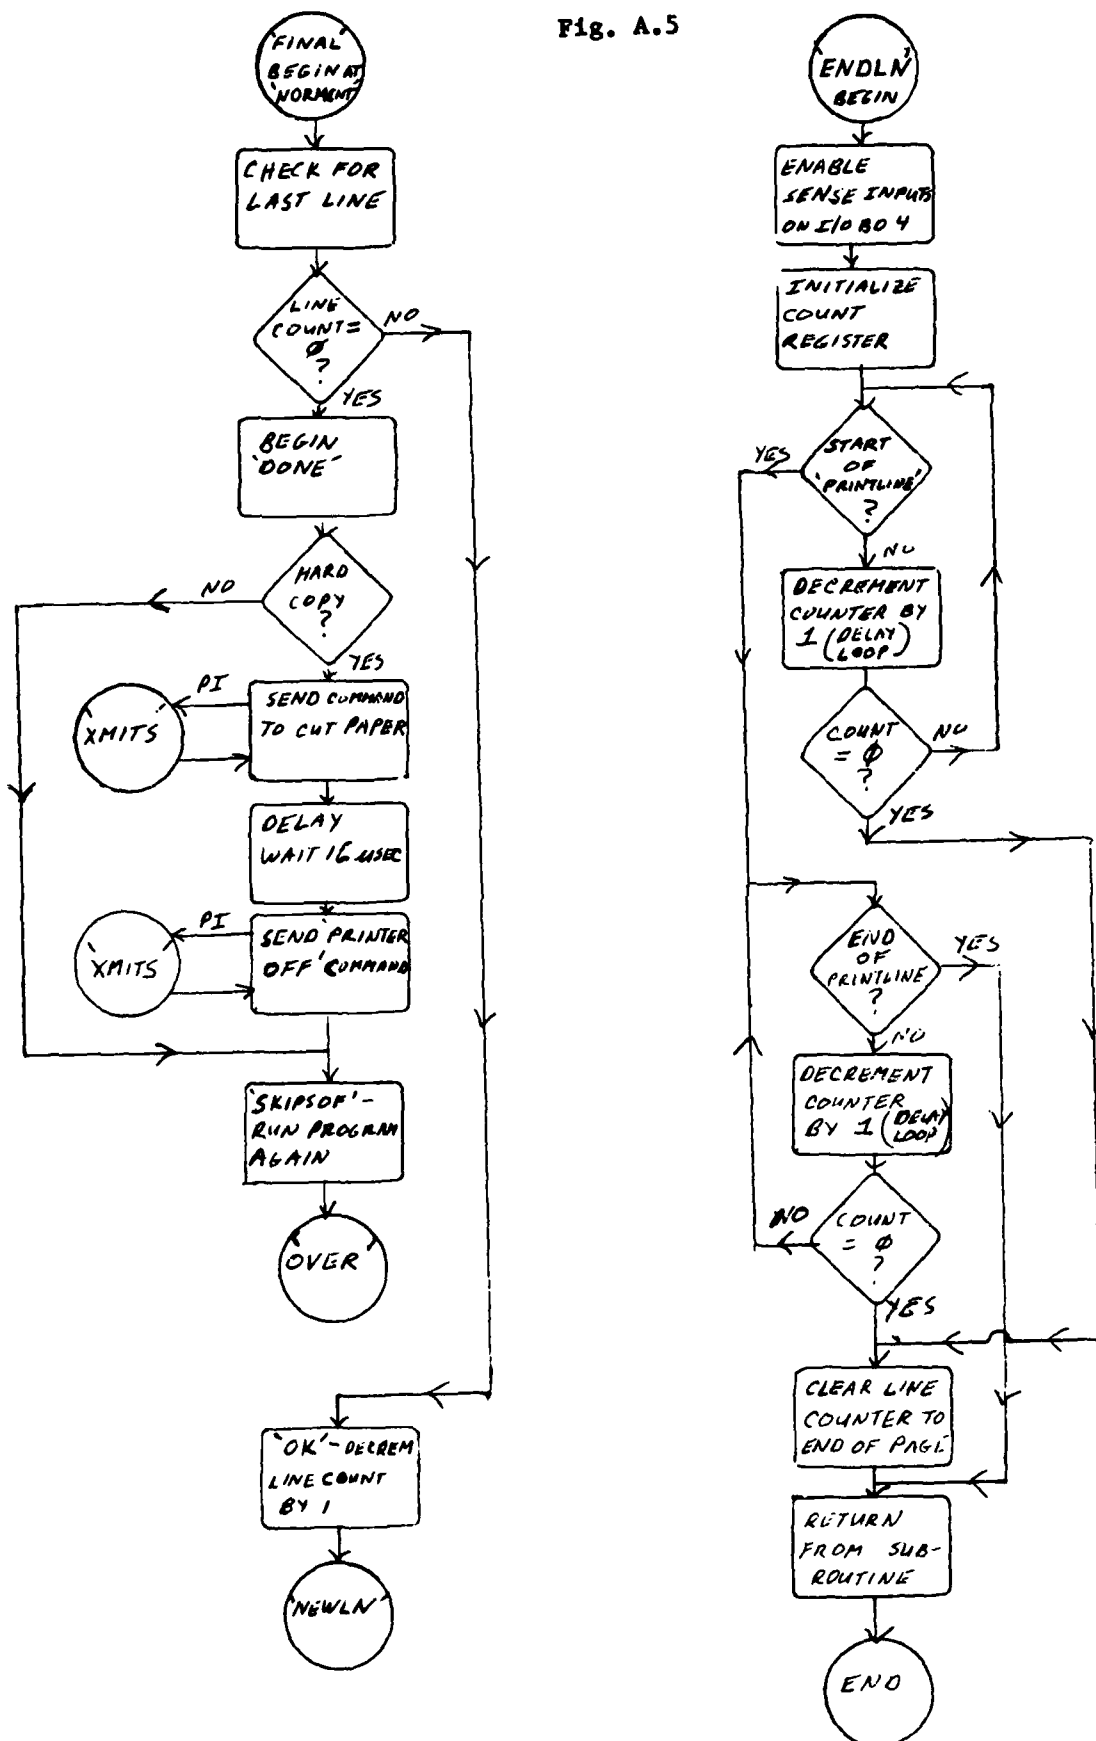 Fig. A.5
'FINAL'
BEGIN AT
'NORMENT'
CHECK FOR
LAST LINE
LINE
COUNT=
Ø
?
NO
YES
BEGIN
'DONE'
HARD
COPY
?
NO
YES
SEND COMMAND
TO CUT PAPER
PI
'XMITS'
DELAY
WAIT 16 USEC
SEND 'PRINTER
OFF' COMMAND
PI
'XMITS'
'SKIPSOF'-
RUN PROGRAM
AGAIN
'OVER'
'OK'-DECREM
LINE COUNT
BY 1
'NEWLN'
'ENDLN'
BEGIN
ENABLE
SENSE INPUTS
ON I/O BO 4
INITIALIZE
COUNT
REGISTER
START
OF
'PRINTLINE'
?
YES
NO
DECREMENT
COUNTER BY
1 (DELAY
LOOP)
COUNT
= Ø
?
NO
YES
END
OF
PRINTLINE
?
YES
NO
DECREMENT
COUNTER
BY 1 (DELAY
LOOP)
COUNT
= Ø
?
NO
YES
CLEAR LINE
COUNTER TO
END OF PAGE
RETURN
FROM SUB-
ROUTINE
END